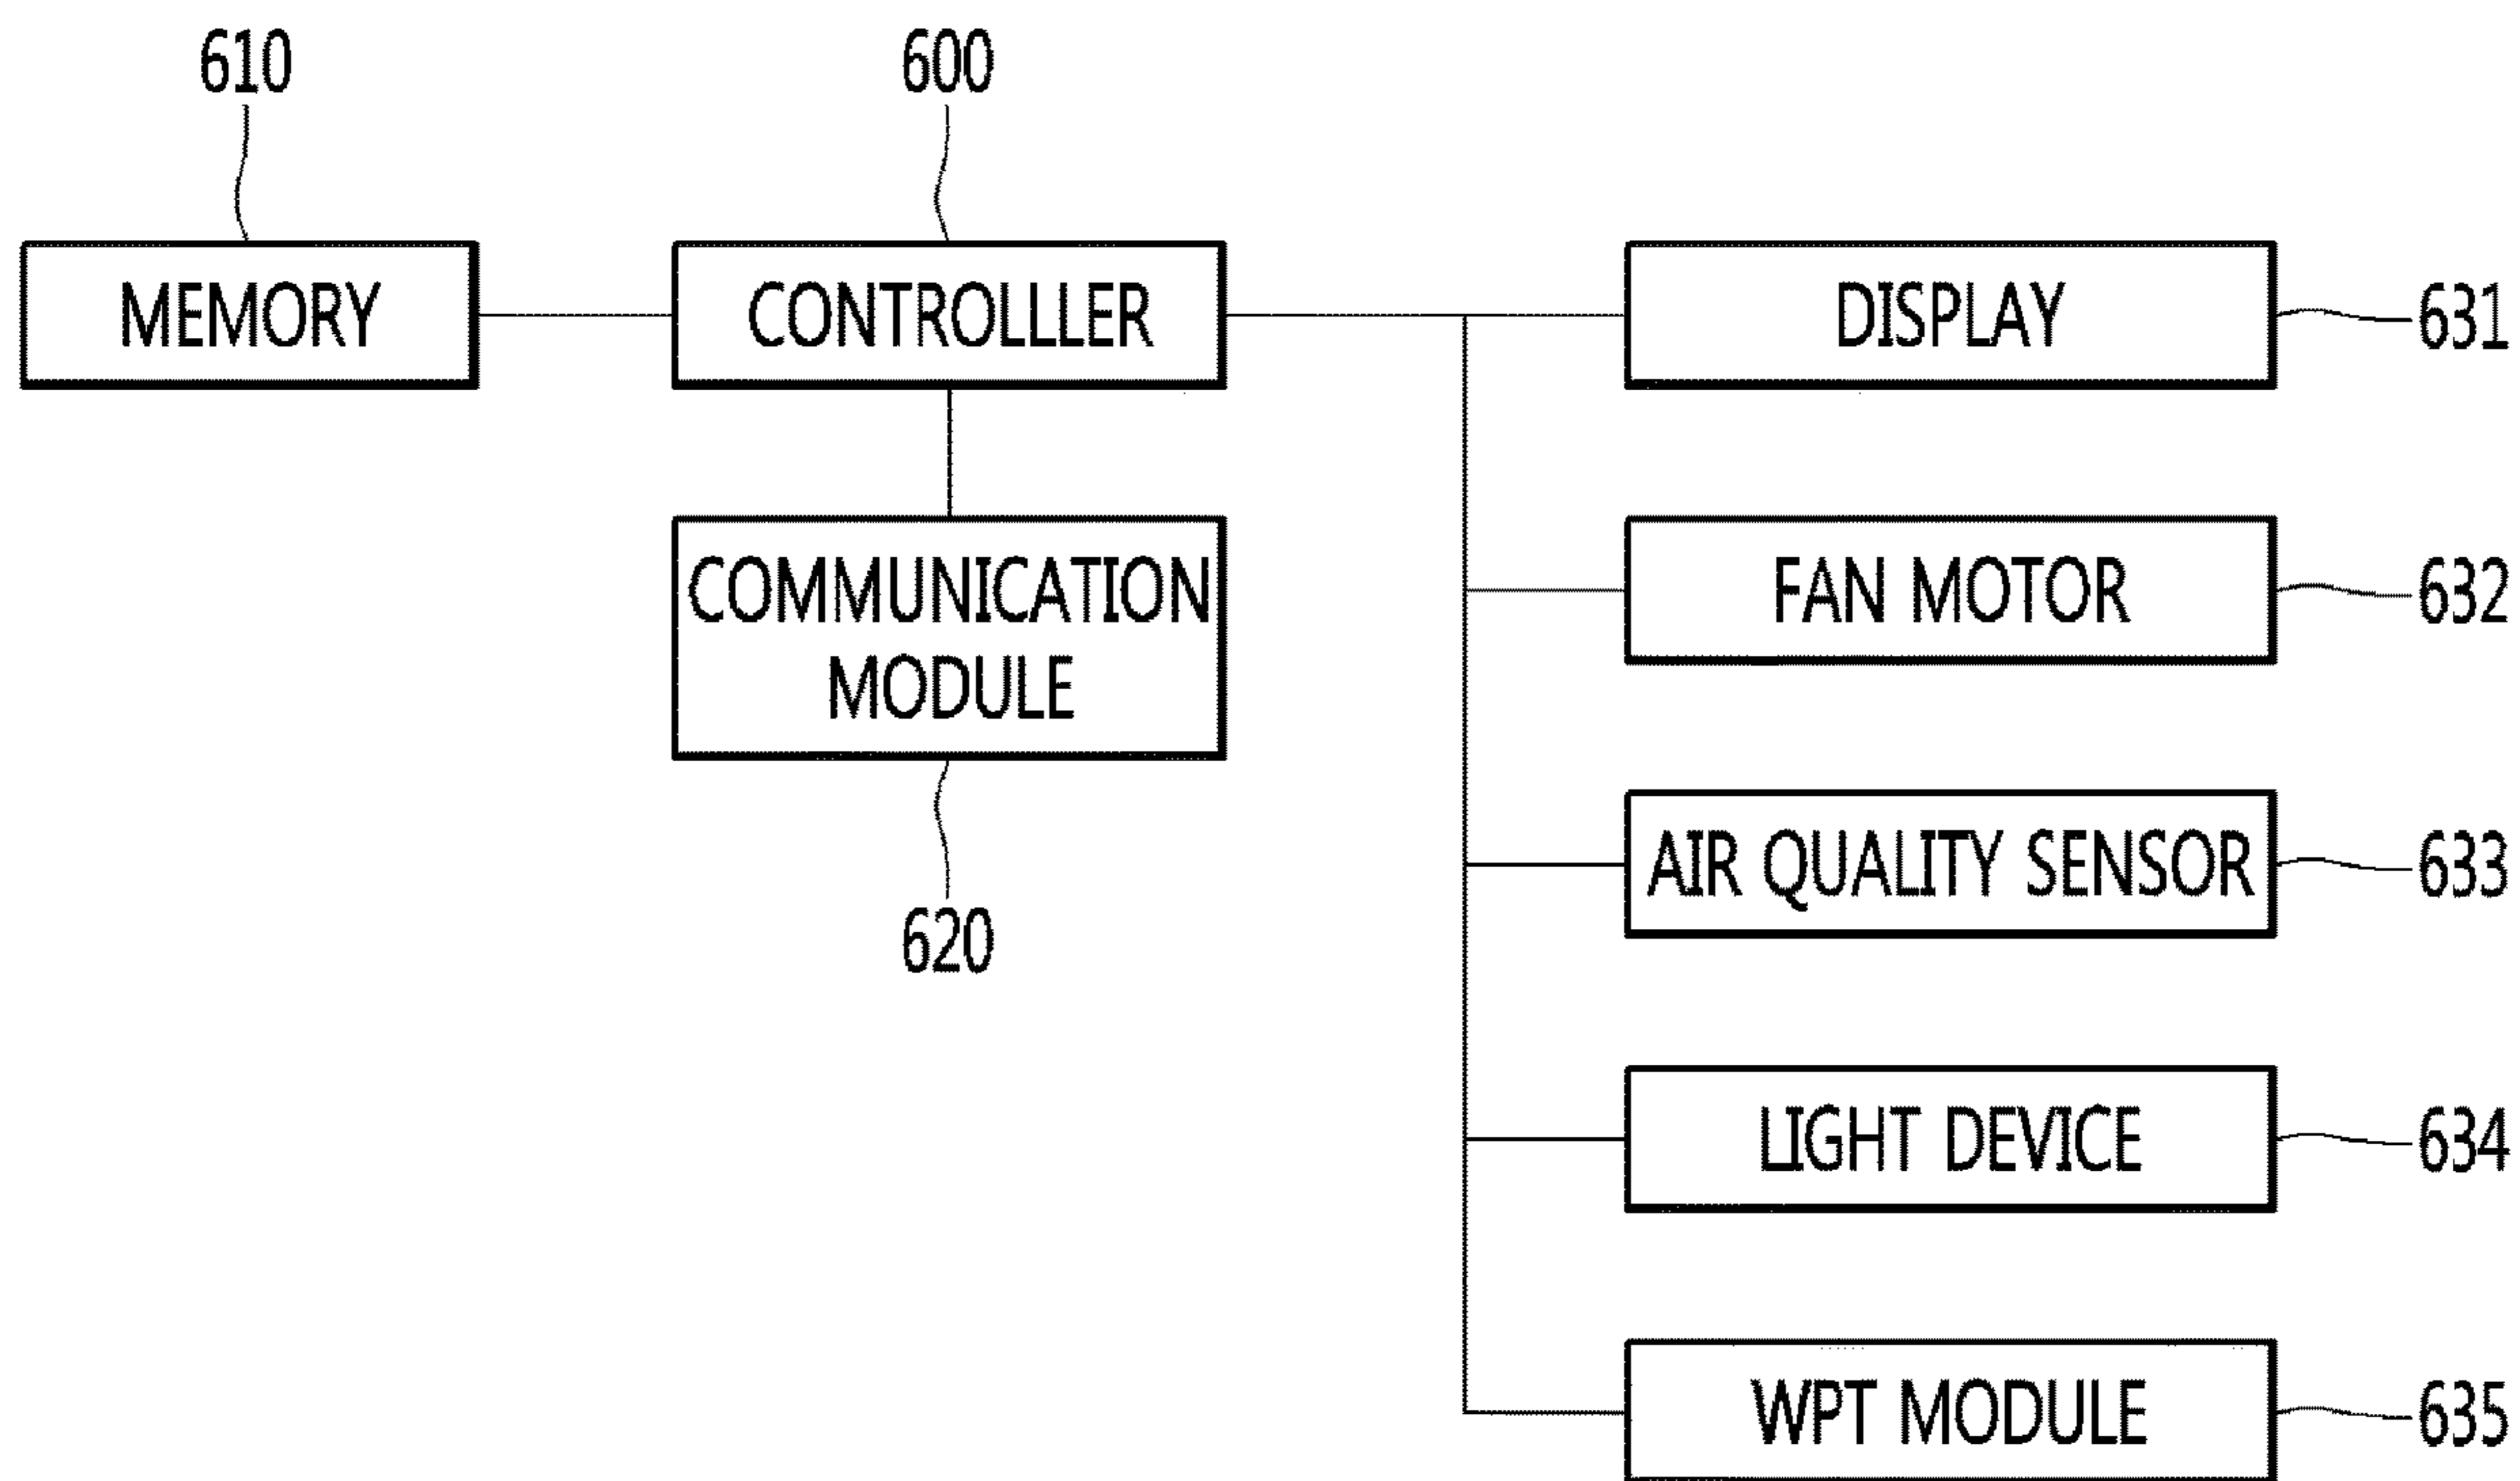 610
600
MEMORY
CONTROLLLER
DISPLAY
631
COMMUNICATION
MODULE
620
FAN MOTOR
632
AIR QUALITY SENSOR
633
LIGHT DEVICE
634
WPT MODULE
635